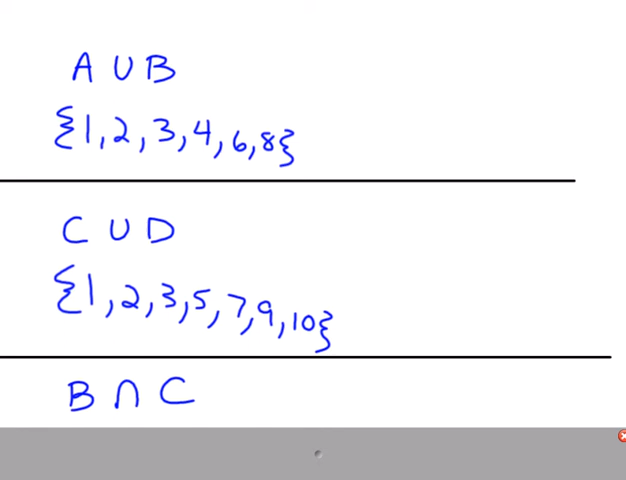 A ∪ B
{1, 2, 3, 4, 6, 8}
C ∪ D
{1, 2, 3, 5, 7, 9, 10}
B ∩ C